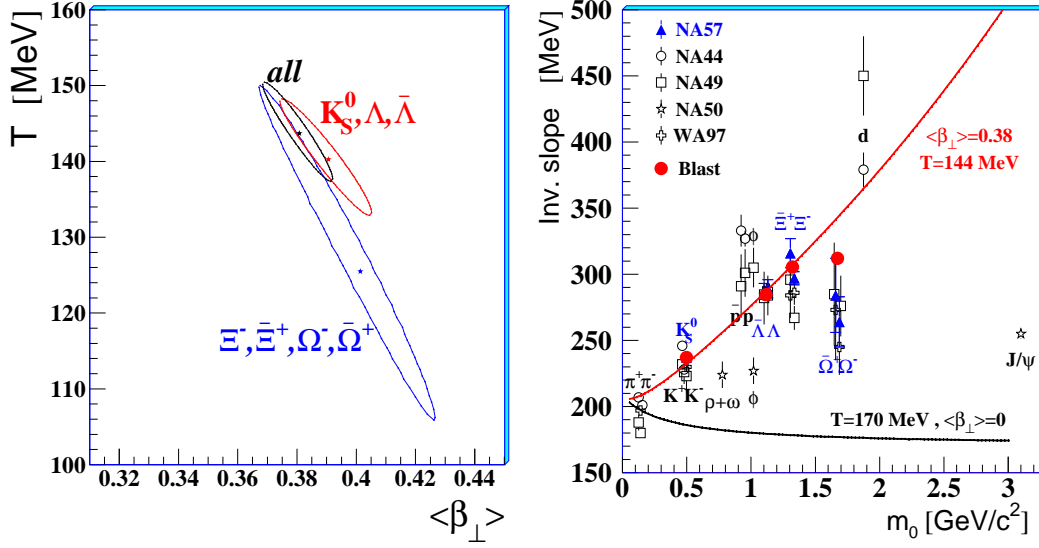 T [MeV]
160
150
140
130
120
110
100
all
K⁰_S, Λ, Λ̄
Ξ⁻, Ξ̄⁺, Ω⁻, Ω̄⁺
0.32 0.34 0.36 0.38 0.4 0.42 0.44
<β⊥>
Inv. slope [MeV]
500
450
400
350
300
250
200
150
NA57
NA44
NA49
NA50
WA97
Blast
<β⊥>=0.38
T=144 MeV
d
Ξ̄⁺Ξ⁻
ϕ
p̄ p
Λ̄ Λ
K⁰_S
Ω̄⁺Ω⁻
J/ψ
π⁺π⁻
K⁺K⁻
ρ+ω
ϕ
T=170 MeV , <β⊥>=0
0 0.5 1 1.5 2 2.5 3
m₀ [GeV/c²]